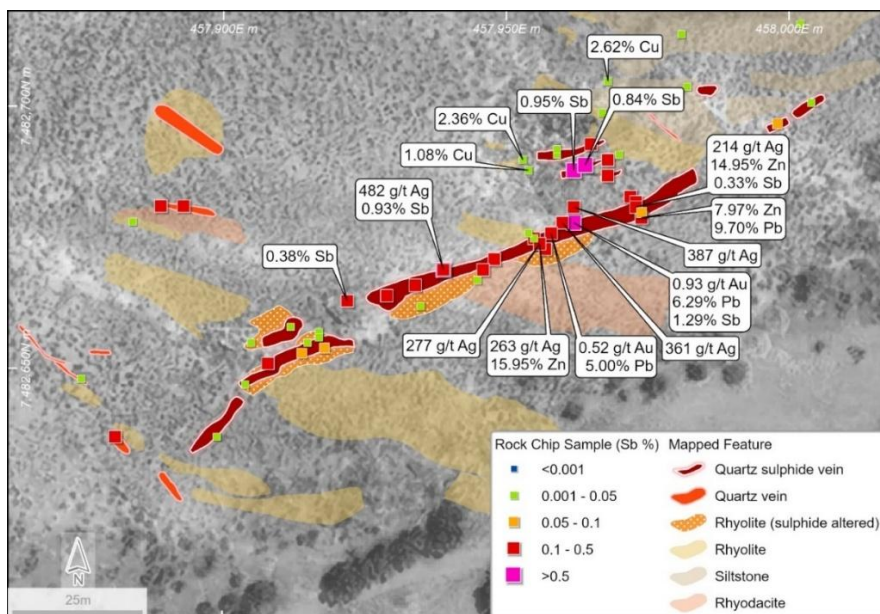 457,900E m
457,950E m
458,000E m
7,482,700N m
7,482,650N m
2.62% Cu
0.95% Sb
0.84% Sb
2.36% Cu
1.08% Cu
214 g/t Ag
14.95% Zn
0.33% Sb
482 g/t Ag
0.93% Sb
7.97% Zn
9.70% Pb
0.38% Sb
387 g/t Ag
0.93 g/t Au
6.29% Pb
1.29% Sb
277 g/t Ag
263 g/t Ag
15.95% Zn
0.52 g/t Au
5.00% Pb
361 g/t Ag
Rock Chip Sample (Sb %)
<0.001
0.001 - 0.05
0.05 - 0.1
0.1 - 0.5
>0.5
Mapped Feature
Quartz sulphide vein
Quartz vein
Rhyolite (sulphide altered)
Rhyolite
Siltstone
Rhyodacite
N
25m